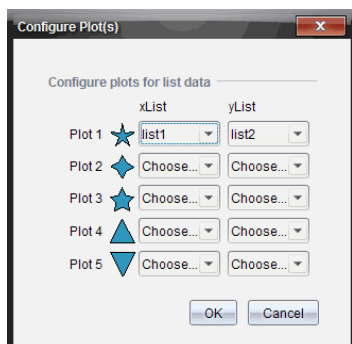 Configure Plot(s)
Configure plots for list data
xList yList
Plot 1 list1 list2
Plot 2 Choose... Choose...
Plot 3 Choose... Choose...
Plot 4 Choose... Choose...
Plot 5 Choose... Choose...
OK Cancel